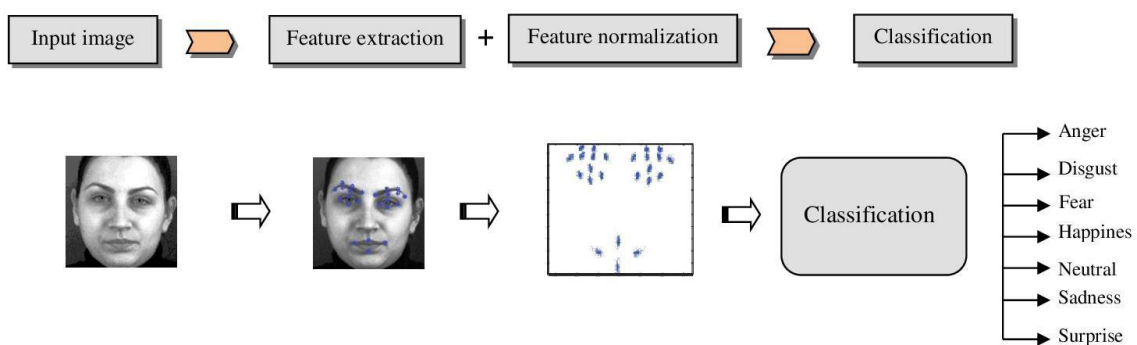 Input image
Feature extraction
+
Feature normalization
Classification
Classification
Anger
Disgust
Fear
Happines
Neutral
Sadness
Surprise